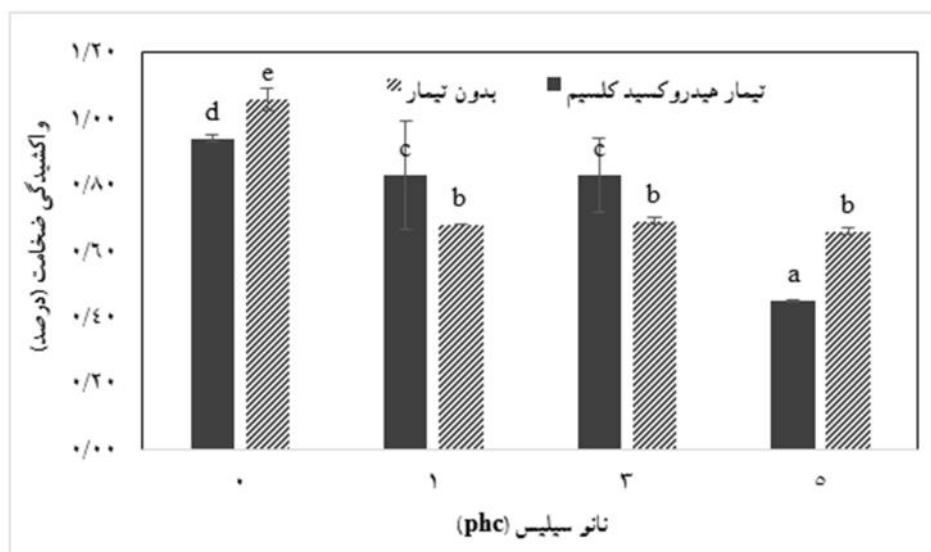 واکشیدگی ضخامت (درصد)
۱/۲۰
۱/۰۰
۰/۸۰
۰/۶۰
۰/٤۰
۰/۲۰
۰/۰۰
تیمار هیدروکسید کلسیم
بدون تیمار
d
e
c
b
c
b
a
b
۰
۱
۳
۵
نانو سیلیس (phc)